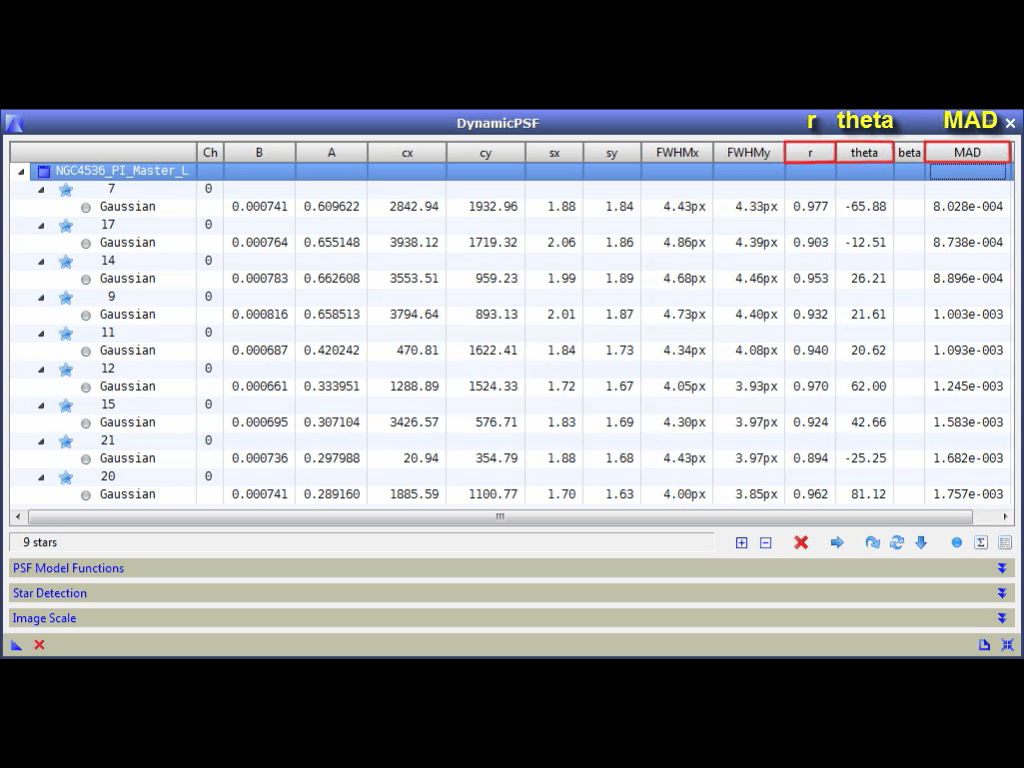 r theta MAD
DynamicPSF
Ch B A cx cy sx sy FWHMx FWHMy r theta beta MAD
NGC4536_PI_Master_L
7 0
Gaussian 0.000741 0.609622 2842.94 1932.96 1.88 1.84 4.43px 4.33px 0.977 -65.88 8.028e-004
17 0
Gaussian 0.000764 0.655148 3938.12 1719.32 2.06 1.86 4.86px 4.39px 0.903 -12.51 8.738e-004
14 0
Gaussian 0.000783 0.662608 3553.51 959.23 1.99 1.89 4.68px 4.46px 0.953 26.21 8.896e-004
9 0
Gaussian 0.000816 0.658513 3794.64 893.13 2.01 1.87 4.73px 4.40px 0.932 21.61 1.003e-003
11 0
Gaussian 0.000687 0.420242 470.81 1622.41 1.84 1.73 4.34px 4.08px 0.940 20.62 1.093e-003
12 0
Gaussian 0.000661 0.333951 1288.89 1524.33 1.72 1.67 4.05px 3.93px 0.970 62.00 1.245e-003
15 0
Gaussian 0.000695 0.307104 3426.57 576.71 1.83 1.69 4.30px 3.97px 0.924 42.66 1.583e-003
21 0
Gaussian 0.000736 0.297988 20.94 354.79 1.88 1.68 4.43px 3.97px 0.894 -25.25 1.682e-003
20 0
Gaussian 0.000741 0.289160 1885.59 1100.77 1.70 1.63 4.00px 3.85px 0.962 81.12 1.757e-003
9 stars
PSF Model Functions
Star Detection
Image Scale